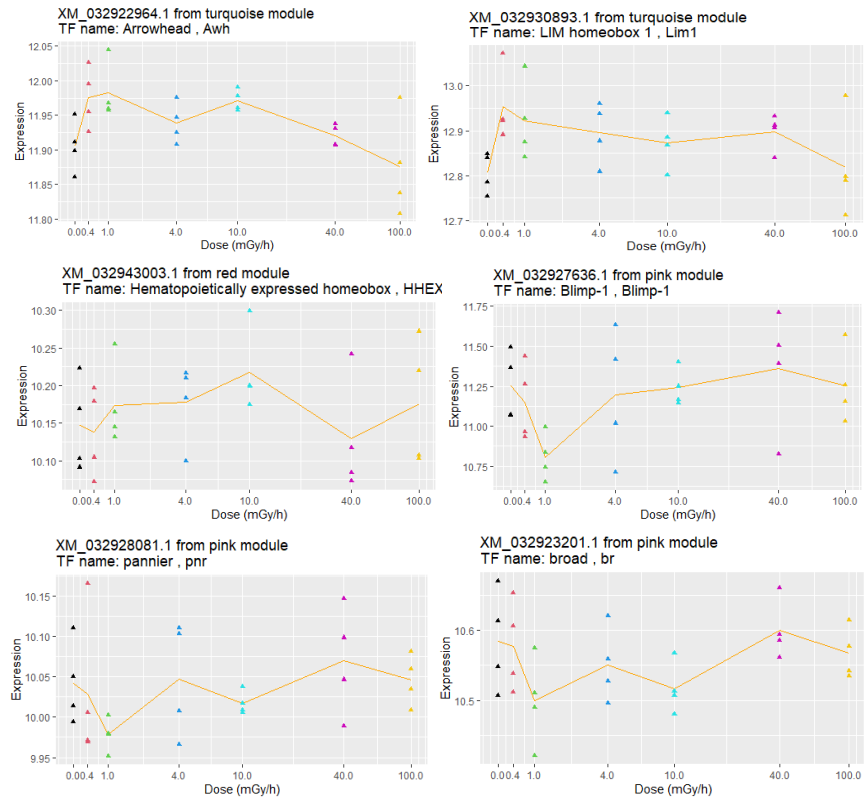 XM_032922964.1 from turquoise module
TF name: Arrowhead , Awh
12.05
12.00
11.95
11.90
11.85
11.80
Expression
0.00.4 1.0 4.0 10.0 40.0 100.0
Dose (mGy/h)
XM_032930893.1 from turquoise module
TF name: LIM homeobox 1 , Lim1
13.0
12.9
12.8
12.7
Expression
0.00.4 1.0 4.0 10.0 40.0 100.0
Dose (mGy/h)
XM_032943003.1 from red module
TF name: Hematopoietically expressed homeobox , HHEX
10.30
10.25
10.20
10.15
10.10
Expression
0.00.4 1.0 4.0 10.0 40.0 100.0
Dose (mGy/h)
XM_032927636.1 from pink module
TF name: Blimp-1 , Blimp-1
11.75
11.50
11.25
11.00
10.75
Expression
0.00.4 1.0 4.0 10.0 40.0 100.0
Dose (mGy/h)
XM_032928081.1 from pink module
TF name: pannier , pnr
10.15
10.10
10.05
10.00
9.95
Expression
0.00.4 1.0 4.0 10.0 40.0 100.0
Dose (mGy/h)
XM_032923201.1 from pink module
TF name: broad , br
10.6
10.5
Expression
0.00.4 1.0 4.0 10.0 40.0 100.0
Dose (mGy/h)